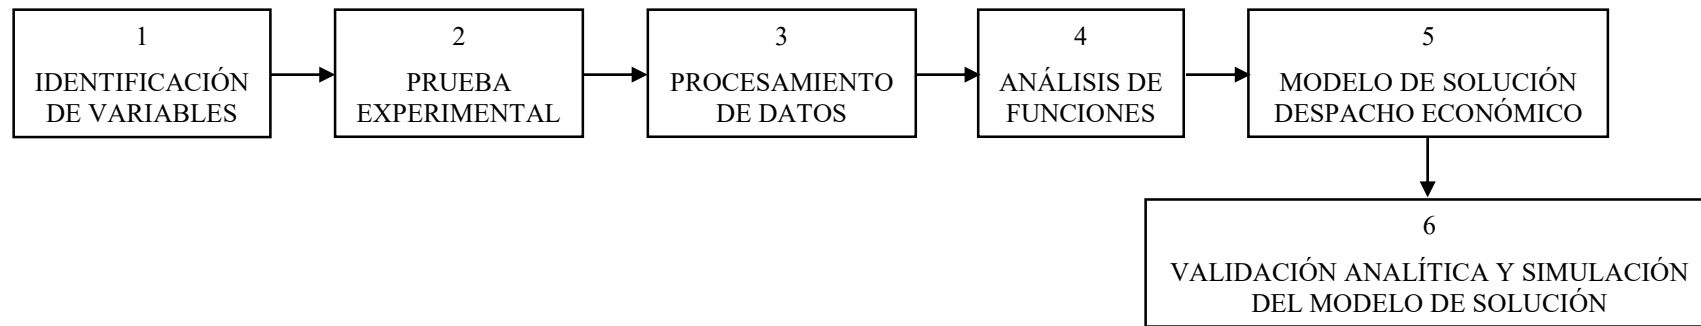 1
IDENTIFICACIÓN
DE VARIABLES
2
PRUEBA
EXPERIMENTAL
3
PROCESAMIENTO
DE DATOS
4
ANÁLISIS DE
FUNCIONES
5
MODELO DE SOLUCIÓN
DESPACHO ECONÓMICO
6
VALIDACIÓN ANALÍTICA Y SIMULACIÓN
DEL MODELO DE SOLUCIÓN